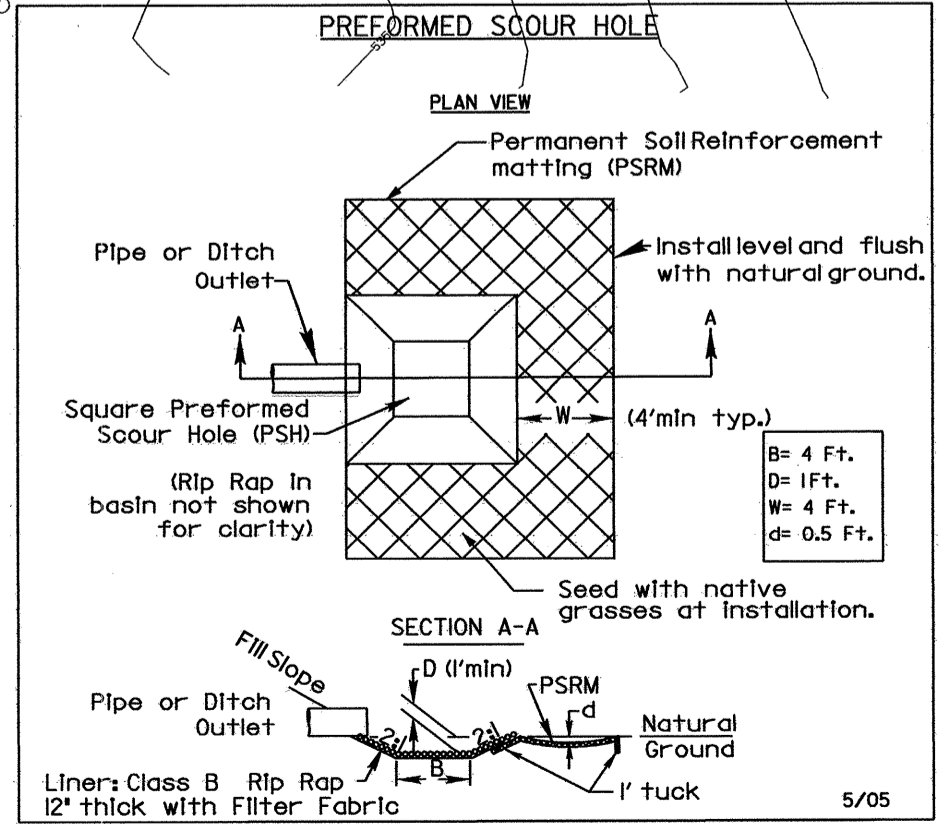 PREFORMED SCOUR HOLE
535
PLAN VIEW
Permanent Soil Reinforcement
matting (PSRM)
Pipe or Ditch
Outlet
Install level and flush
with natural ground.
A
A
Square Preformed
Scour Hole (PSH)
W
(4'min typ.)
(Rip Rap in
basin not shown
for clarity)
B= 4 Ft.
D= 1Ft.
W= 4 Ft.
d= 0.5 Ft.
Seed with native
grasses at installation.
SECTION A-A
Fill Slope
D (1'min)
PSRM
d
Pipe or Ditch
Outlet
Natural
Ground
2:1
2:1
B
Liner: Class B Rip Rap
12" thick with Filter Fabric
1' tuck
5/05